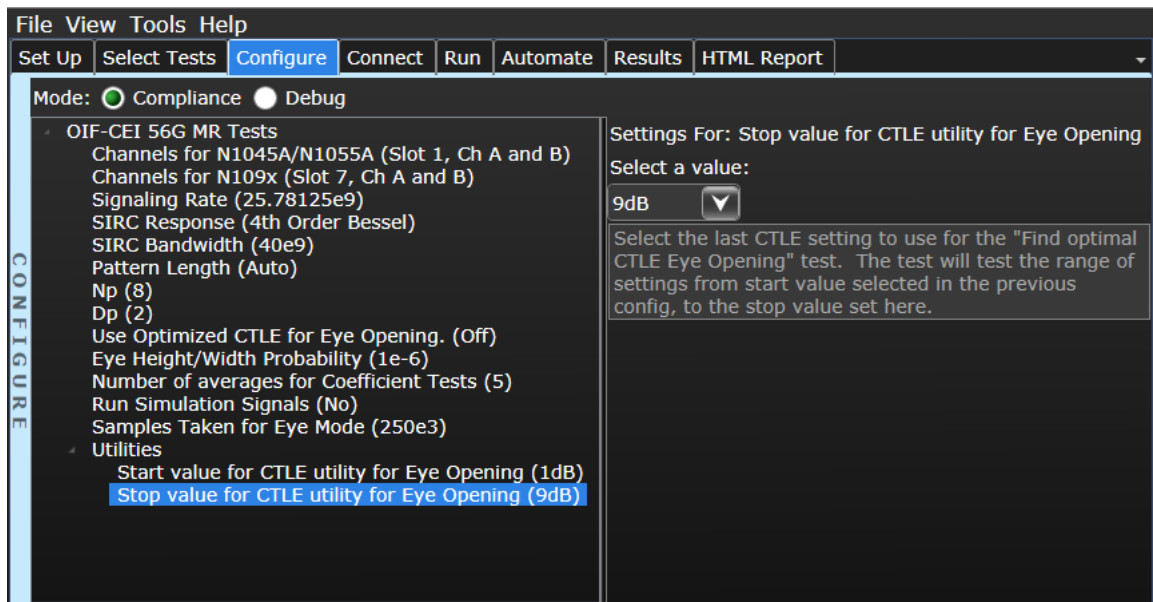 File View Tools Help
Set Up Select Tests Configure Connect Run Automate Results HTML Report
Mode: Compliance Debug
CONFIGURE
OIF-CEI 56G MR Tests
Channels for N1045A/N1055A (Slot 1, Ch A and B)
Channels for N109x (Slot 7, Ch A and B)
Signaling Rate (25.78125e9)
SIRC Response (4th Order Bessel)
SIRC Bandwidth (40e9)
Pattern Length (Auto)
Np (8)
Dp (2)
Use Optimized CTLE for Eye Opening. (Off)
Eye Height/Width Probability (1e-6)
Number of averages for Coefficient Tests (5)
Run Simulation Signals (No)
Samples Taken for Eye Mode (250e3)
Utilities
Start value for CTLE utility for Eye Opening (1dB)
Stop value for CTLE utility for Eye Opening (9dB)
Settings For: Stop value for CTLE utility for Eye Opening
Select a value:
9dB
Select the last CTLE setting to use for the "Find optimal
CTLE Eye Opening" test.  The test will test the range of
settings from start value selected in the previous
config, to the stop value set here.